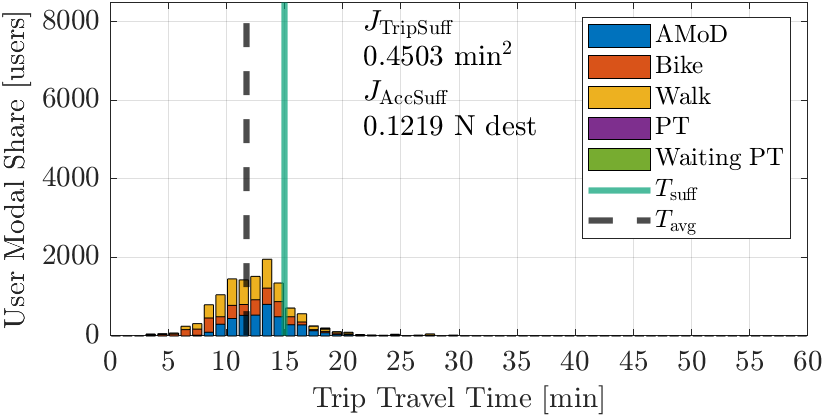 8000
6000
4000
2000
0
User Modal Share [users]
J_TripSuff
0.4503 min²
J_AccSuff
0.1219 N dest
AMoD
Bike
Walk
PT
Waiting PT
T_suff
T_avg
0 5 10 15 20 25 30 35 40 45 50 55 60
Trip Travel Time [min]